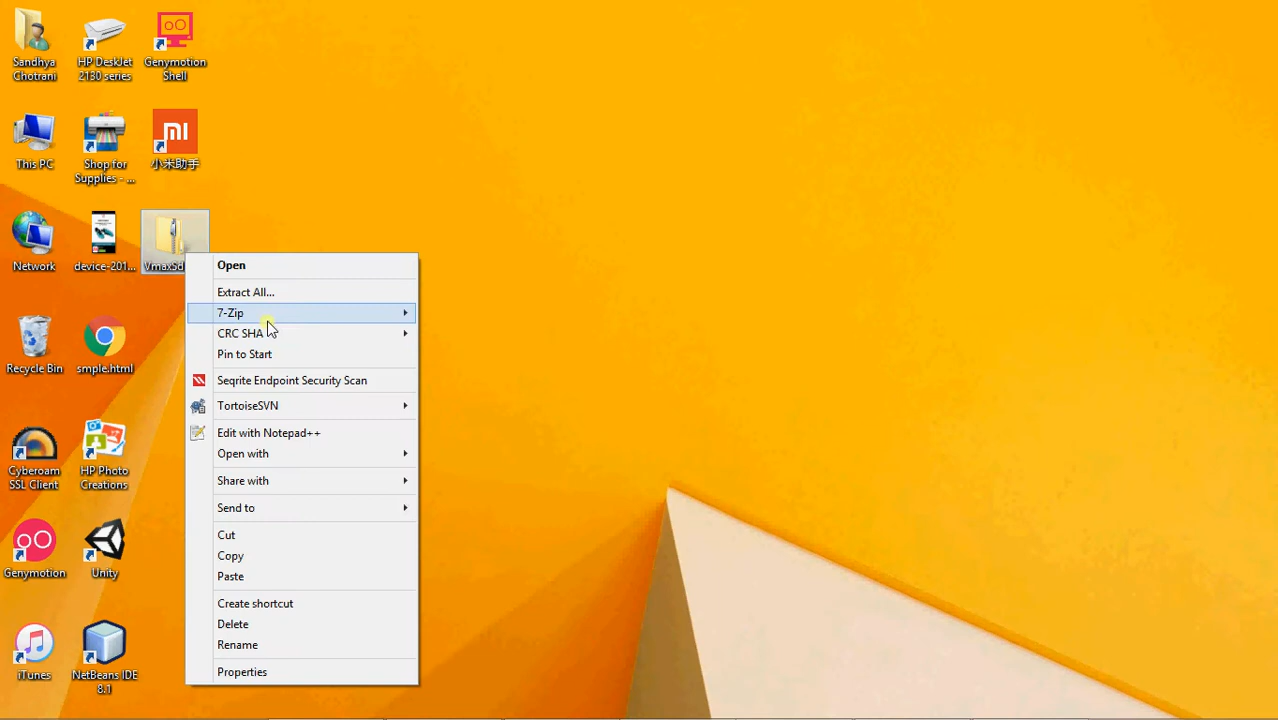 Sandhya
Chotrani
HP DeskJet
2130 series
Genymotion
Shell
This PC
Shop for
Supplies - ...
MI
小米助手
Network
device-201...
VmaxSd
Recycle Bin
smple.html
Cyberoam
SSL Client
HP Photo
Creations
Genymotion
Unity
iTunes
NetBeans IDE
8.1
Open
Extract All...
7-Zip
CRC SHA
Pin to Start
Seqrite Endpoint Security Scan
TortoiseSVN
Edit with Notepad++
Open with
Share with
Send to
Cut
Copy
Paste
Create shortcut
Delete
Rename
Properties